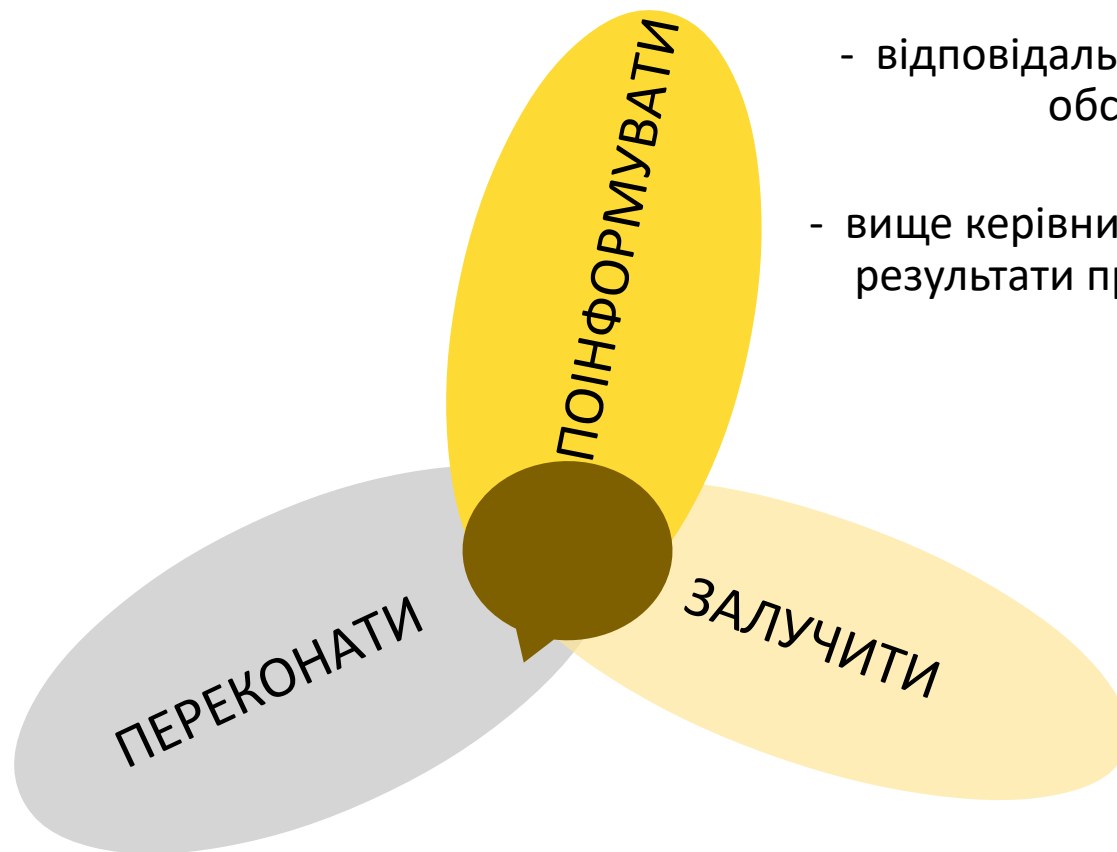 ПОІНФОРМУВАТИ
- відповідаль
обс
- вище керівни
результати пр
ПЕРЕКОНАТИ
ЗАЛУЧИТИ